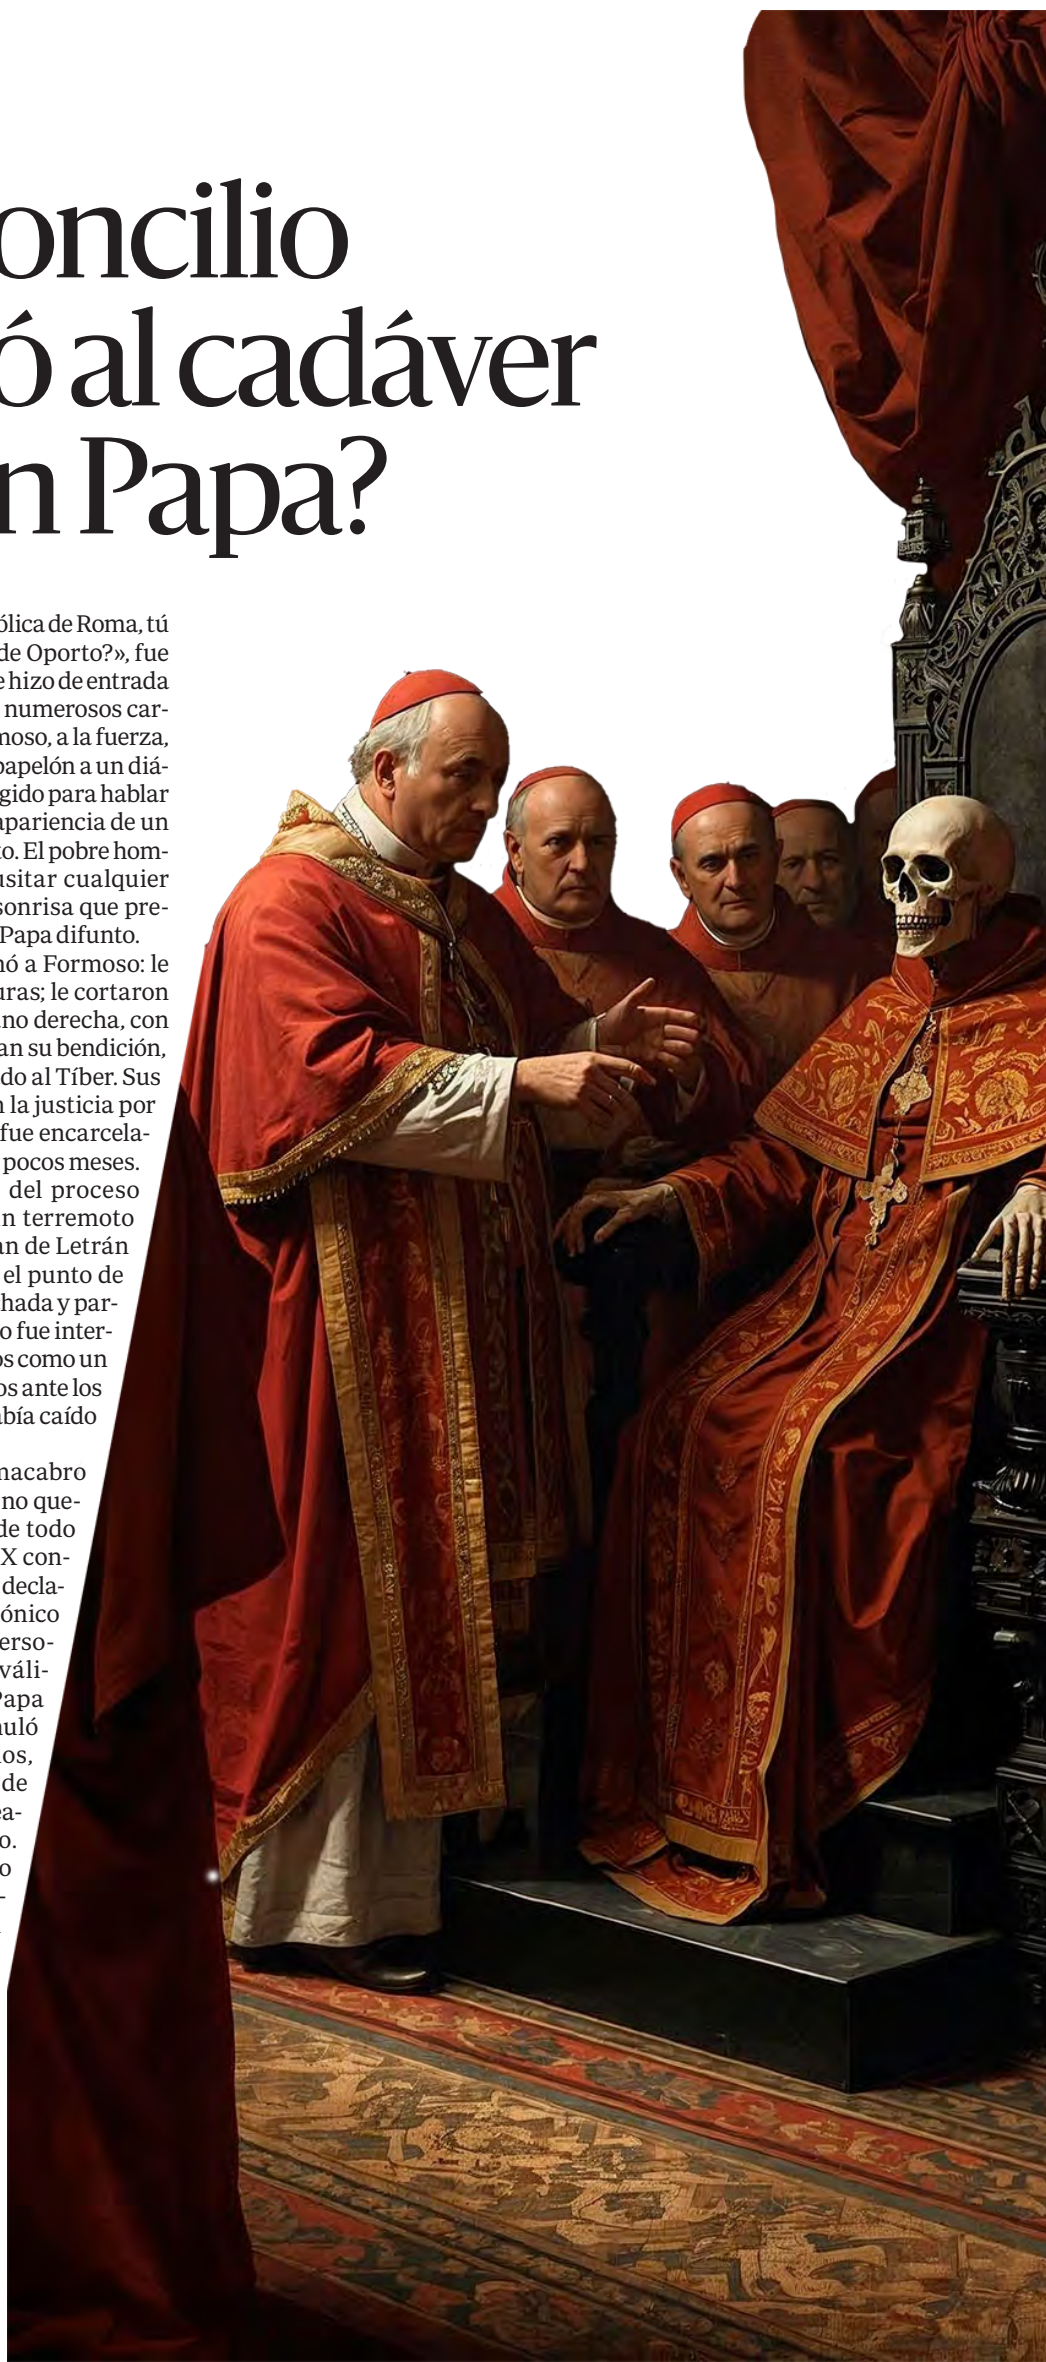 oncilio
ó al cadáver
n Papa?
ólica de Roma, tú
de Oporto?», fue
e hizo de entrada
numerosos car-
moso, a la fuerza,
papelón a un diá-
gido para hablar
apariencia de un
to. El pobre hom-
usitar cualquier
sonrisa que pre-
Papa difunto.
nó a Formoso: le
uras; le cortaron
ano derecha, con
an su bendición,
do al Tíber. Sus
n la justicia por
fue encarcela-
pocos meses.
del proceso
n terremoto
an de Letrán
el punto de
hada y par-
o fue inter-
os como un
os ante los
bía caído
macabro
no que-
de todo
X con-
decla-
ónico
erso-
váli-
Papa
nuló
os,
de
ea-
o.
o
-